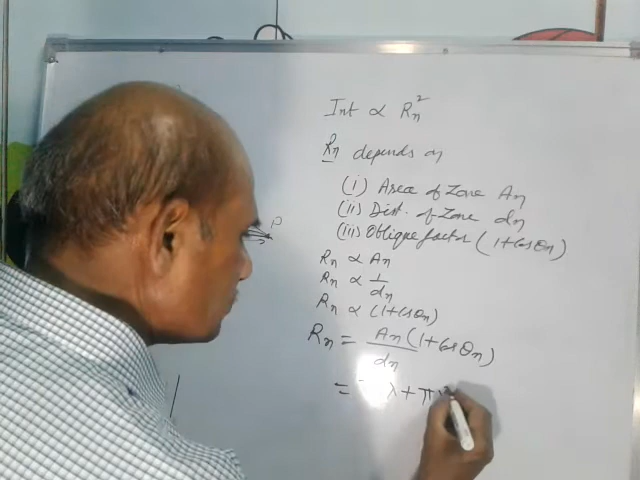 Int ∝ Rn²
Rn depends on
(i) Area of Zone An
(ii) Dist. of Zone dn
(iii) Oblique factor (1+Cosθn)
P
Rn ∝ An
Rn ∝ 1/dn
Rn ∝ (1+Cosθn)
Rn = An(1+Cosθn)/dn
= λ+π